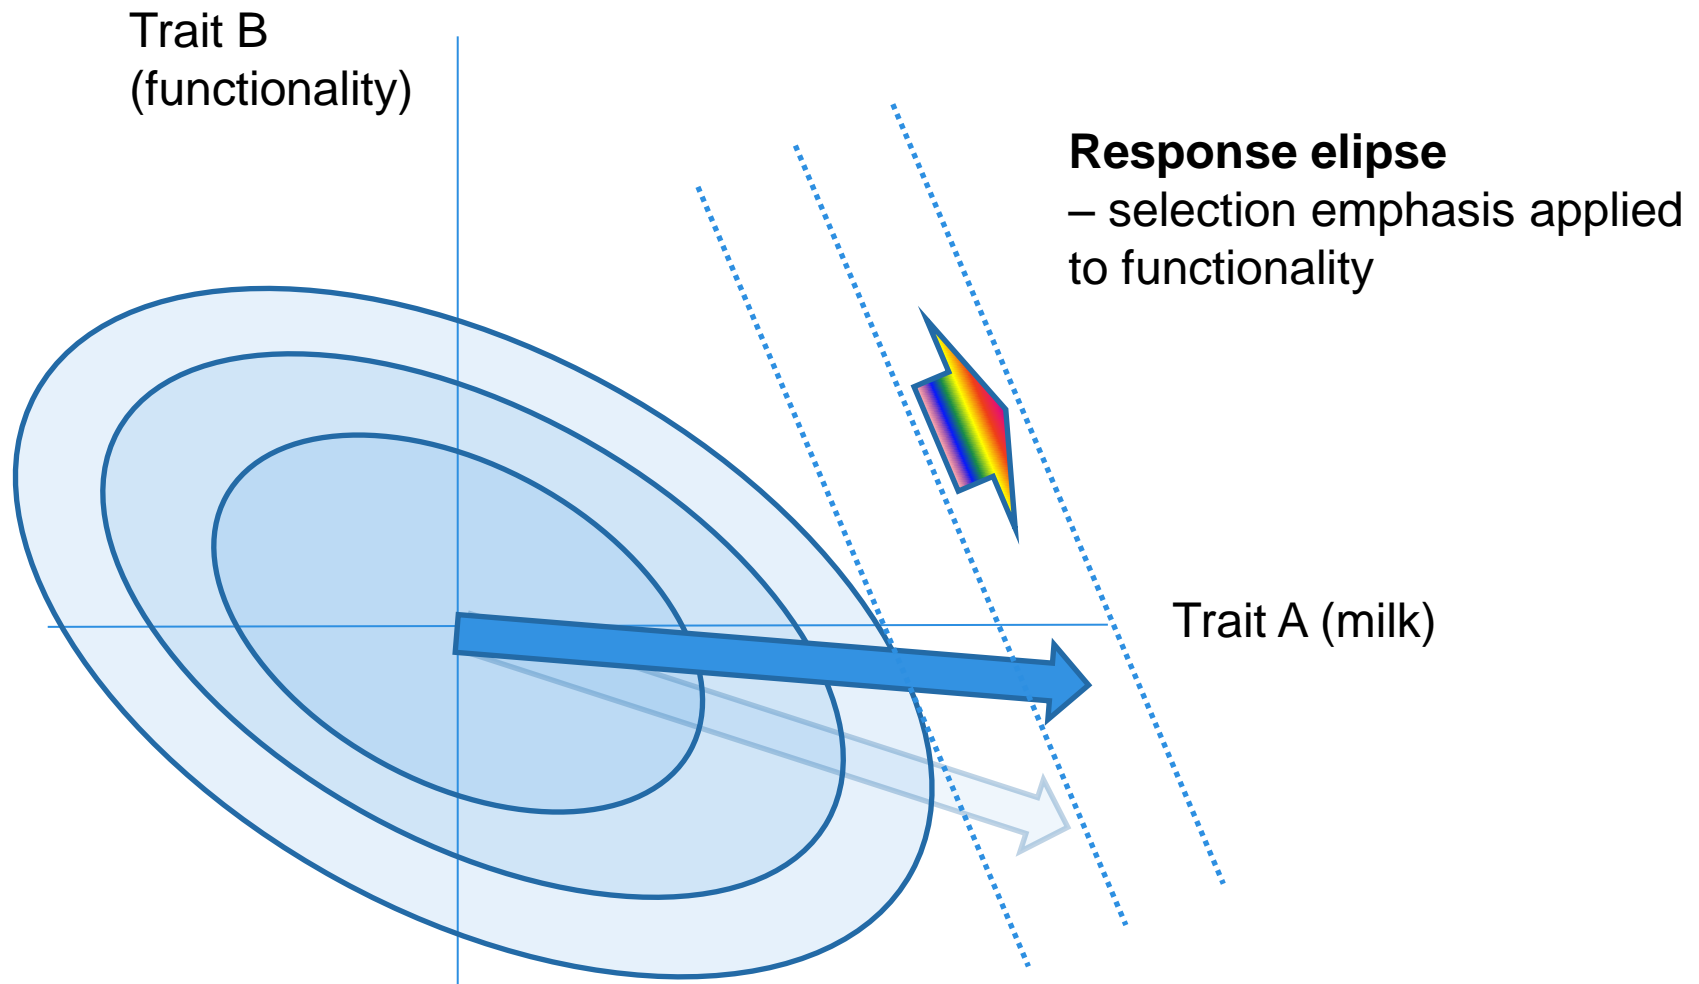 Trait B
(functionality)
Response elipse
– selection emphasis applied
to functionality
Trait A (milk)